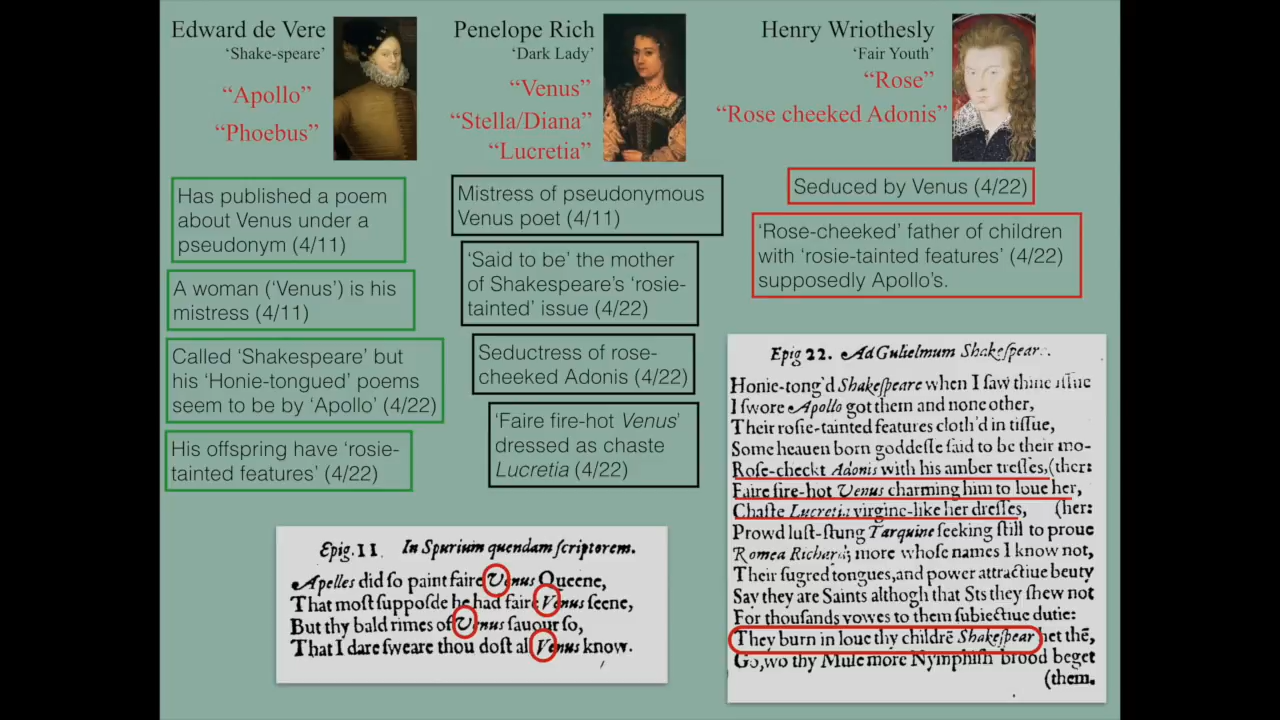 Edward de Vere
‘Shake-speare’
“Apollo”
“Phoebus”
Penelope Rich
‘Dark Lady’
“Venus”
“Stella/Diana”
“Lucretia”
Henry Wriothesly
‘Fair Youth’
“Rose”
“Rose cheeked Adonis”
Has published a poem
about Venus under a
pseudonym (4/11)
A woman (‘Venus’) is his
mistress (4/11)
Called ‘Shakespeare’ but
his ‘Honie-tongued’ poems
seem to be by ‘Apollo’ (4/22)
His offspring have ‘rosie-
tainted features’ (4/22)
Mistress of pseudonymous
Venus poet (4/11)
‘Said to be’ the mother
of Shakespeare’s ‘rosie-
tainted’ issue (4/22)
Seductress of rose-
cheeked Adonis (4/22)
‘Faire fire-hot Venus’
dressed as chaste
Lucretia (4/22)
Seduced by Venus (4/22)
‘Rose-cheeked’ father of children
with ‘rosie-tainted features’ (4/22)
supposedly Apollo’s.
Epig. 11. In Spurium quendam ſcriptorem.
Apelles did ſo paint faire Venus Queene,
That moſt ſuppoſde he had faire Venus ſeene,
But thy bald rimes of Venus ſauour ſo,
That I dare ſweare thou doſt al Venus know.
Epig 22. Ad Gulielmum Shakeſpear.
Honie-tong'd Shakeſpeare when I ſaw thine iſſue
I ſwore Apollo got them and none other,
Their roſie-tainted features cloth'd in tiſſue,
Some heauen born goddeſſe ſaid to be their mo-
Roſe-checkt Adonis with his amber treſſes, (ther:
Faire fire-hot Venus charming him to loue her,
Chaſte Lucretia virgine-like her dreſſes, (her:
Prowd luſt-ſtung Tarquine ſeeking ſtill to proue
Romea Richard; more whoſe names I know not,
Their ſugred tongues, and power attractiue beuty
Say they are Saints althogh that Sts they ſhew not
For thouſands vowes to them ſubiectiue dutie:
They burn in loue thy childrẽ Shakeſpear het thẽ,
Go, wo thy Muſe more Nymphiſh brood beget
(them.